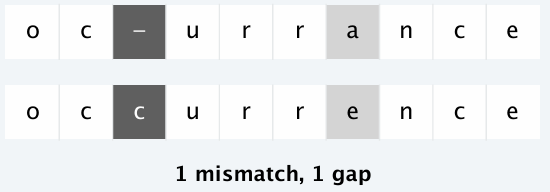 o c – u r r a n c e
o c c u r r e n c e
1 mismatch, 1 gap